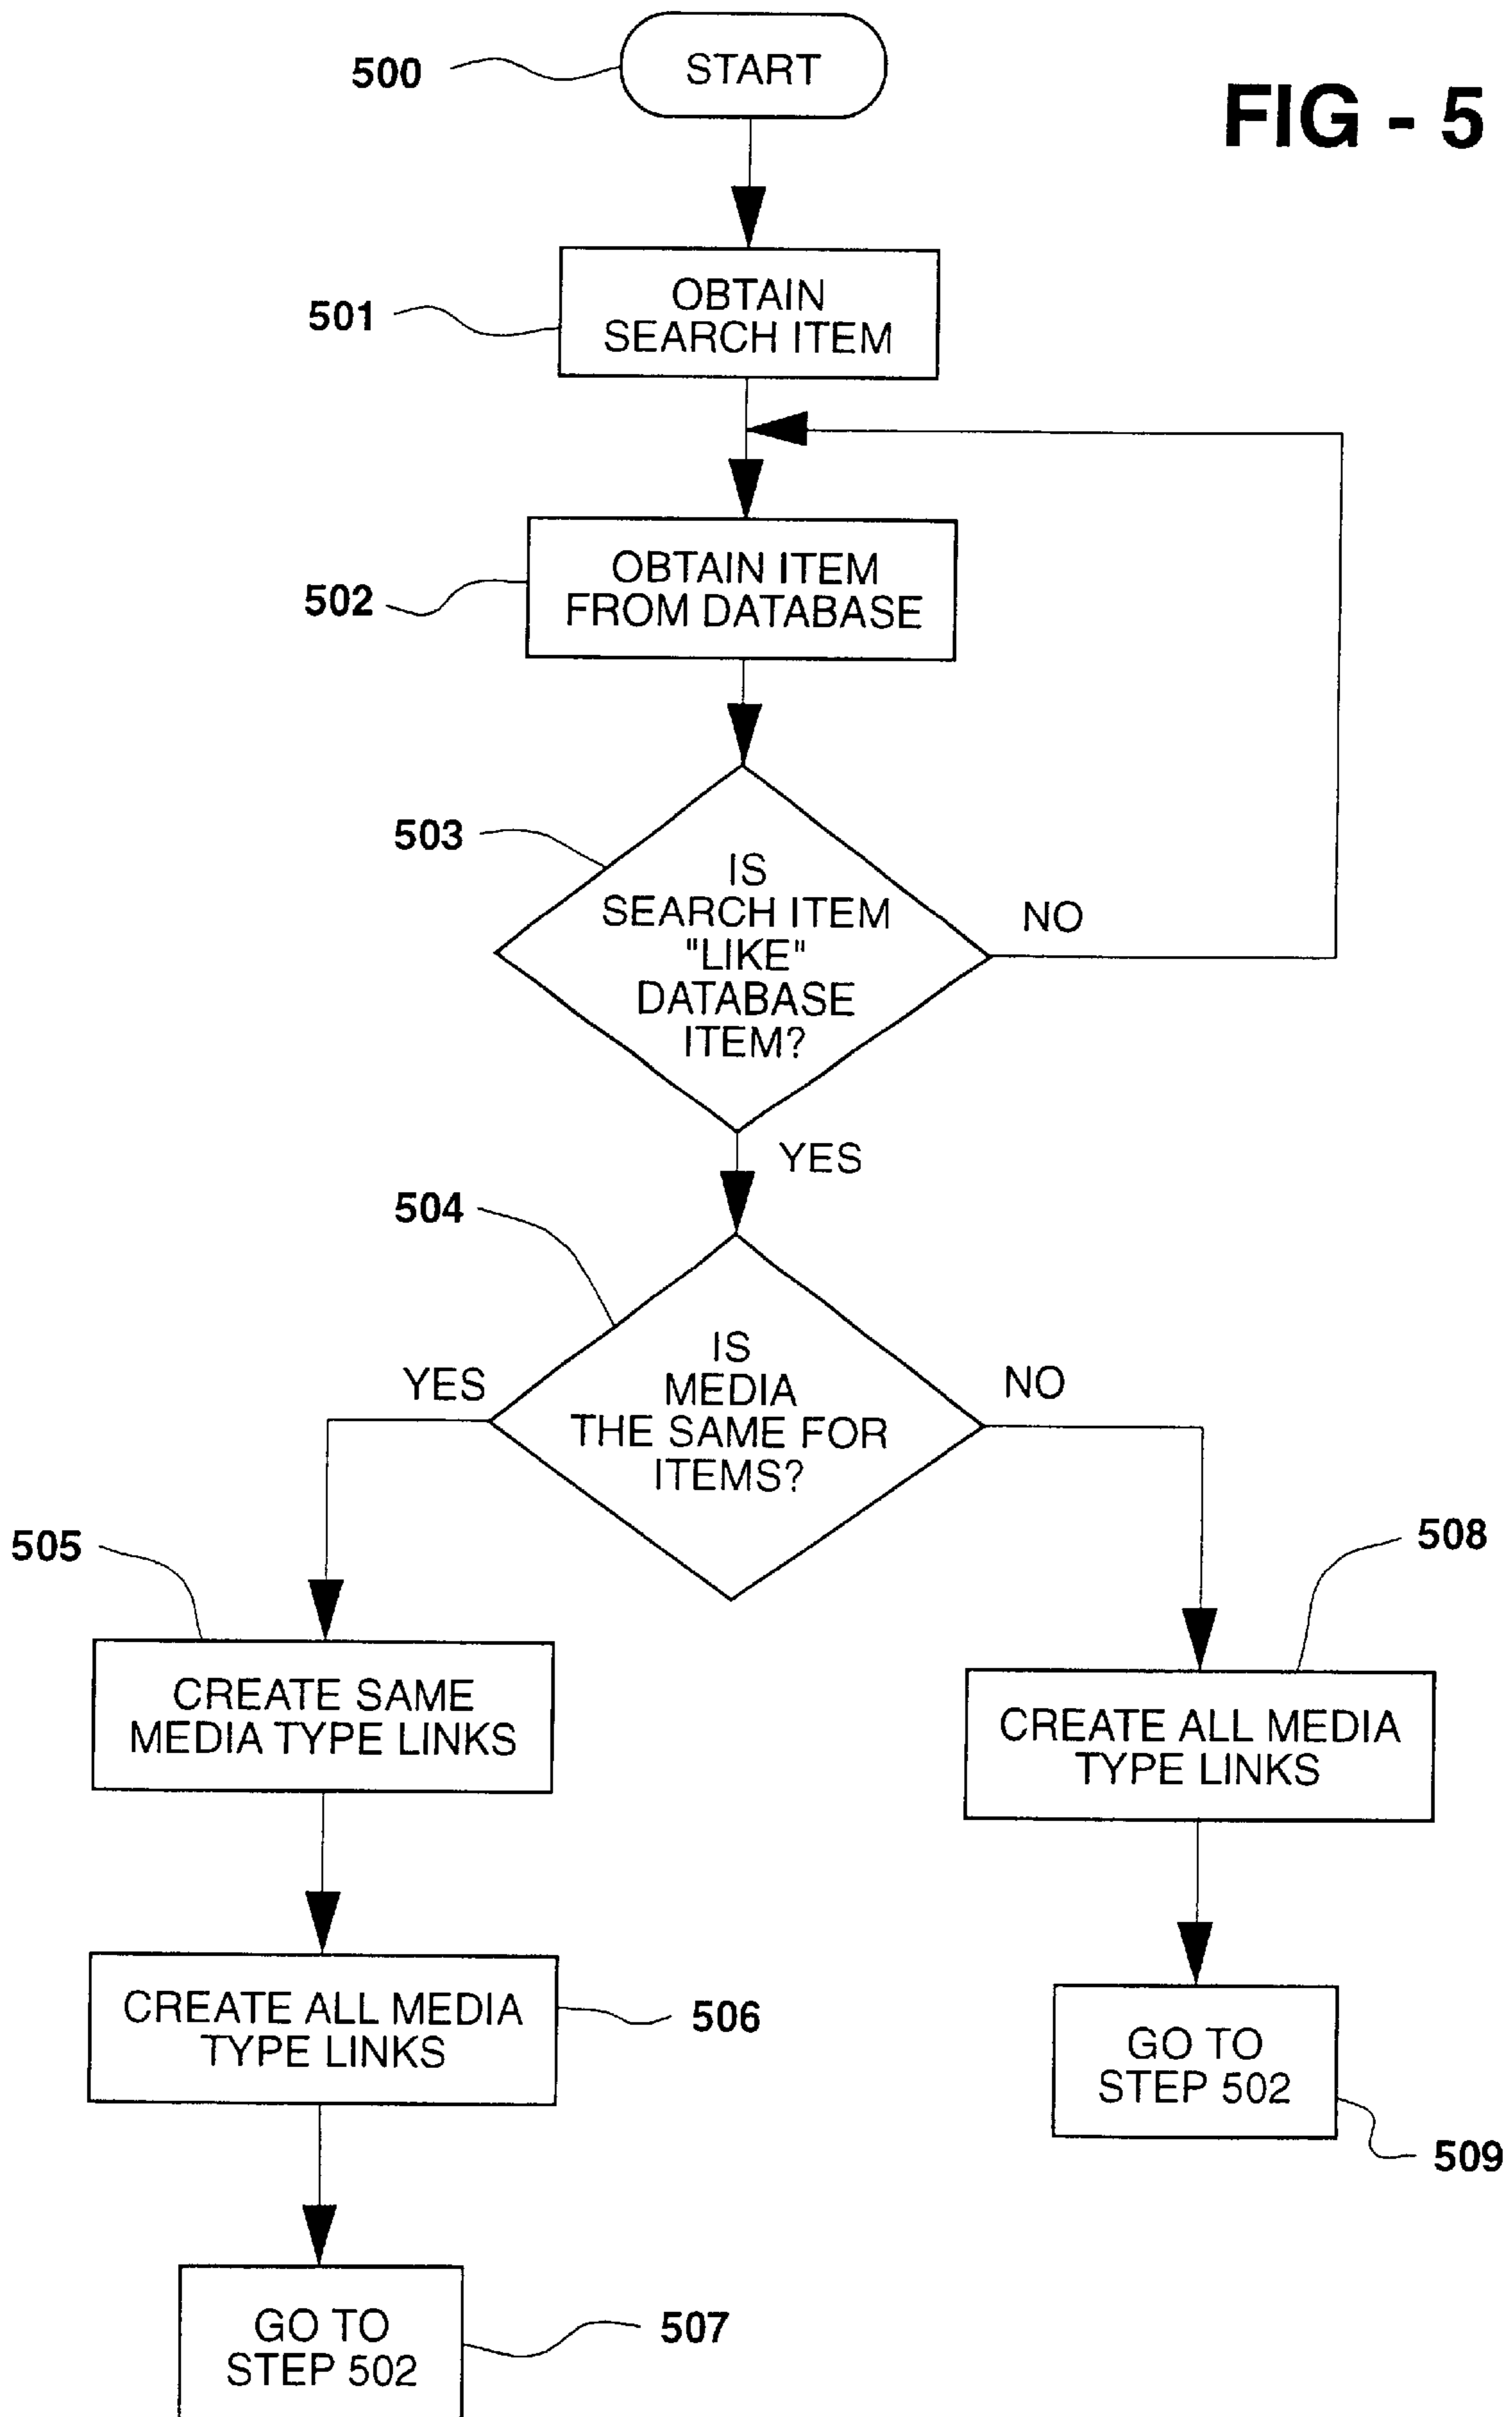 500
START
FIG - 5
501
OBTAIN
SEARCH ITEM
502
OBTAIN ITEM
FROM DATABASE
503
IS
SEARCH ITEM
"LIKE"
DATABASE
ITEM?
NO
YES
504
IS
MEDIA
THE SAME FOR
ITEMS?
YES
NO
505
CREATE SAME
MEDIA TYPE LINKS
508
CREATE ALL MEDIA
TYPE LINKS
CREATE ALL MEDIA
TYPE LINKS
506
GO TO
STEP 502
509
GO TO
STEP 502
507